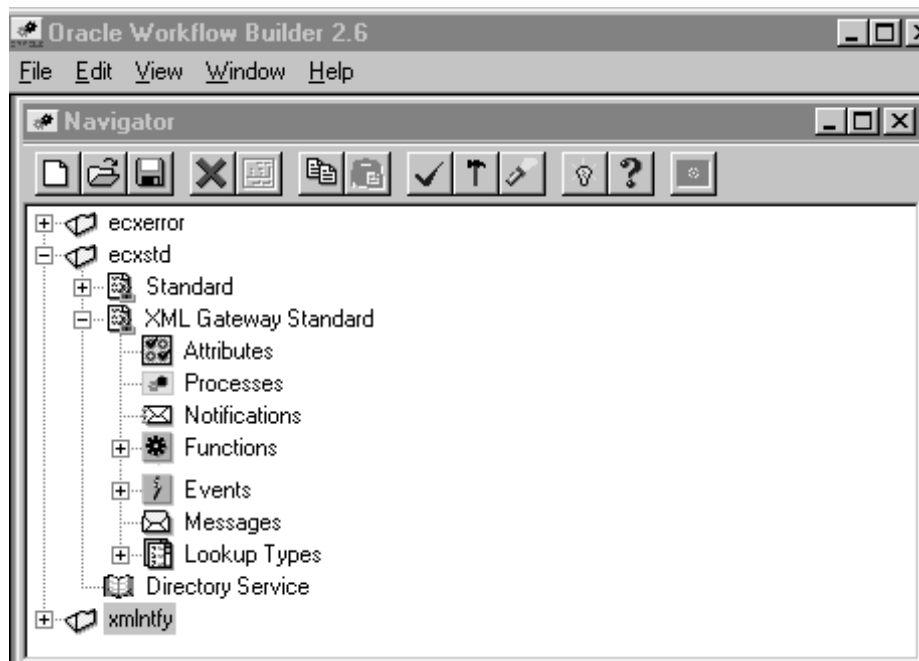 Oracle Workflow Builder 2.6
File Edit View Window Help
Navigator
ecxerror
ecxstd
Standard
XML Gateway Standard
Attributes
Processes
Notifications
Functions
Events
Messages
Lookup Types
Directory Service
xmlntfy